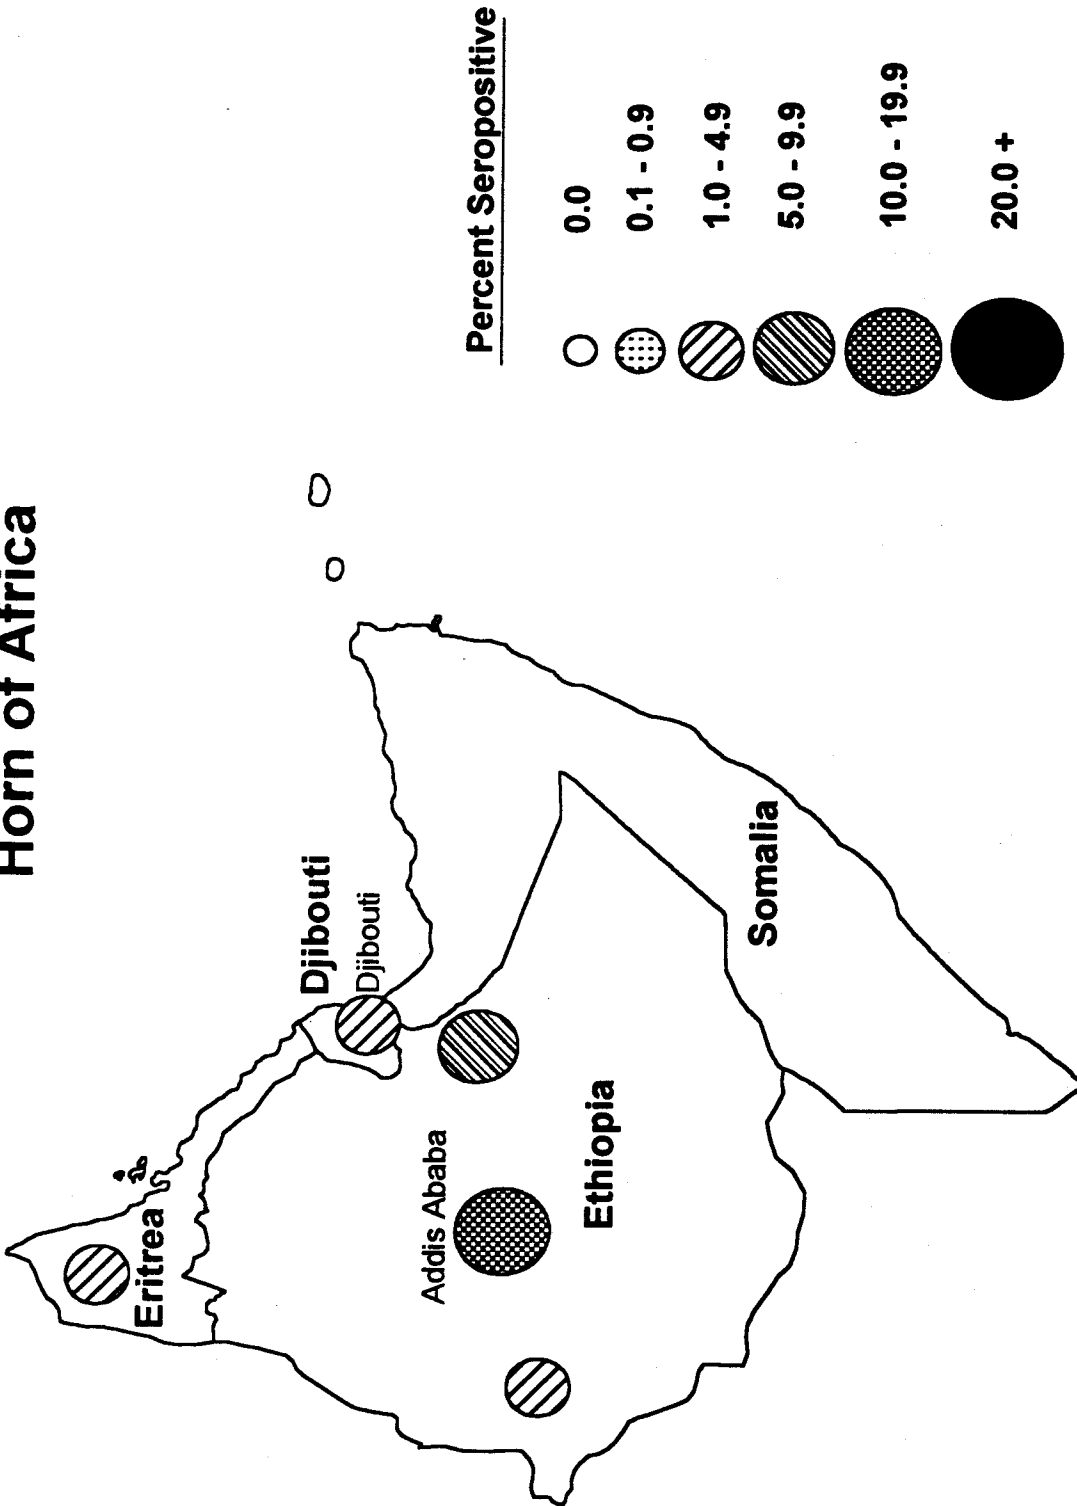 Horn of Africa
Eritrea
Djibouti
Djibouti
Addis Ababa
Ethiopia
Somalia
Percent Seropositive
0.0
0.1 - 0.9
1.0 - 4.9
5.0 - 9.9
10.0 - 19.9
20.0 +